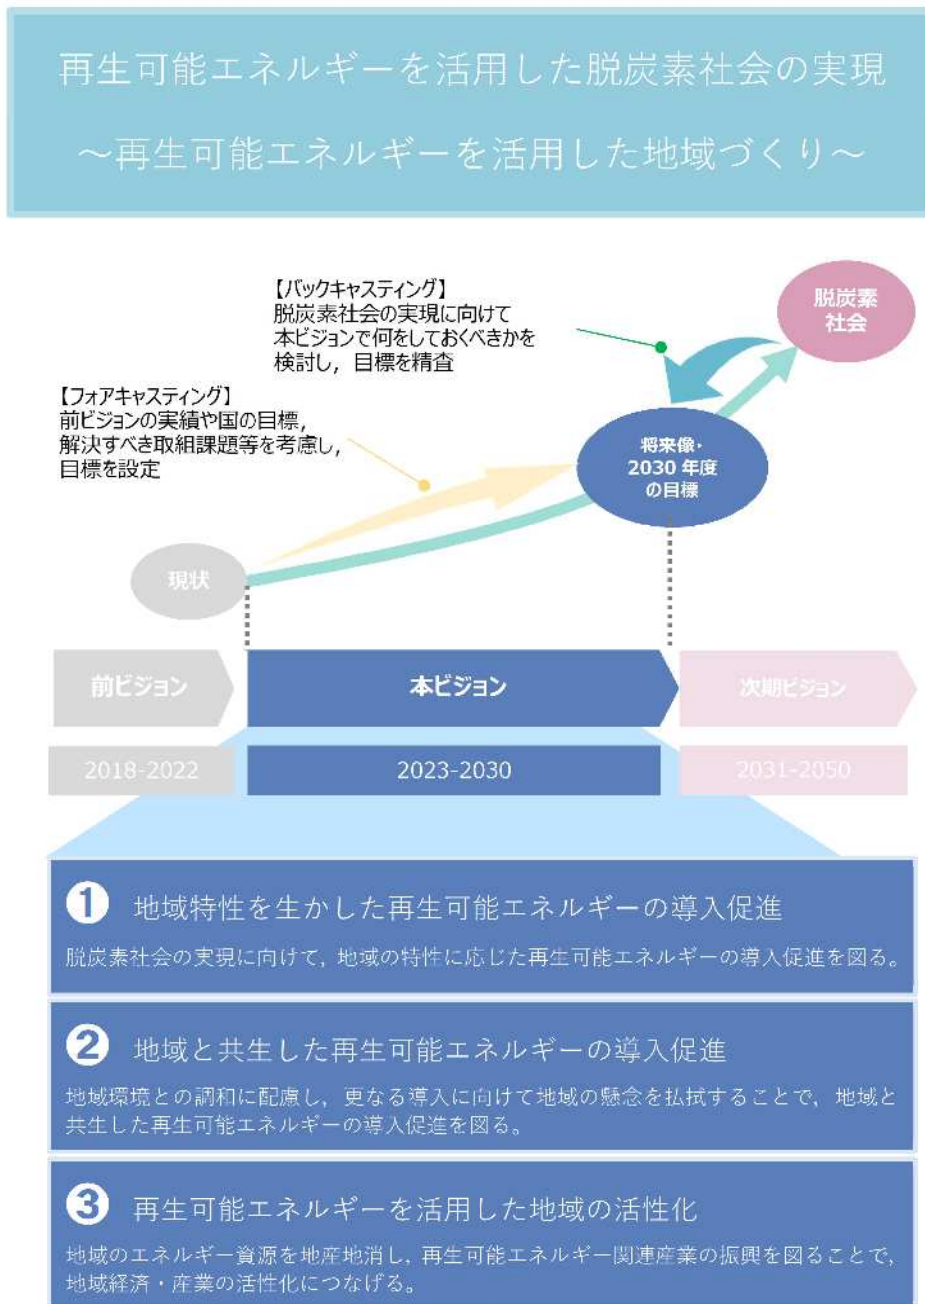 再生可能エネルギーを活用した脱炭素社会の実現
～再生可能エネルギーを活用した地域づくり～
【バックキャスティング】
脱炭素社会の実現に向けて
本ビジョンで何をしておくべきかを
検討し，目標を精査
脱炭素
社会
【フォアキャスティング】
前ビジョンの実績や国の目標，
解決すべき取組課題等を考慮し，
目標を設定
将来像・
2030 年度
の目標
現状
前ビジョン
本ビジョン
次期ビジョン
2018-2022
2023-2030
2031-2050
❶ 地域特性を生かした再生可能エネルギーの導入促進
脱炭素社会の実現に向けて，地域の特性に応じた再生可能エネルギーの導入促進を図る。
❷ 地域と共生した再生可能エネルギーの導入促進
地域環境との調和に配慮し，更なる導入に向けて地域の懸念を払拭することで，地域と
共生した再生可能エネルギーの導入促進を図る。
❸ 再生可能エネルギーを活用した地域の活性化
地域のエネルギー資源を地産地消し，再生可能エネルギー関連産業の振興を図ることで，
地域経済・産業の活性化につなげる。